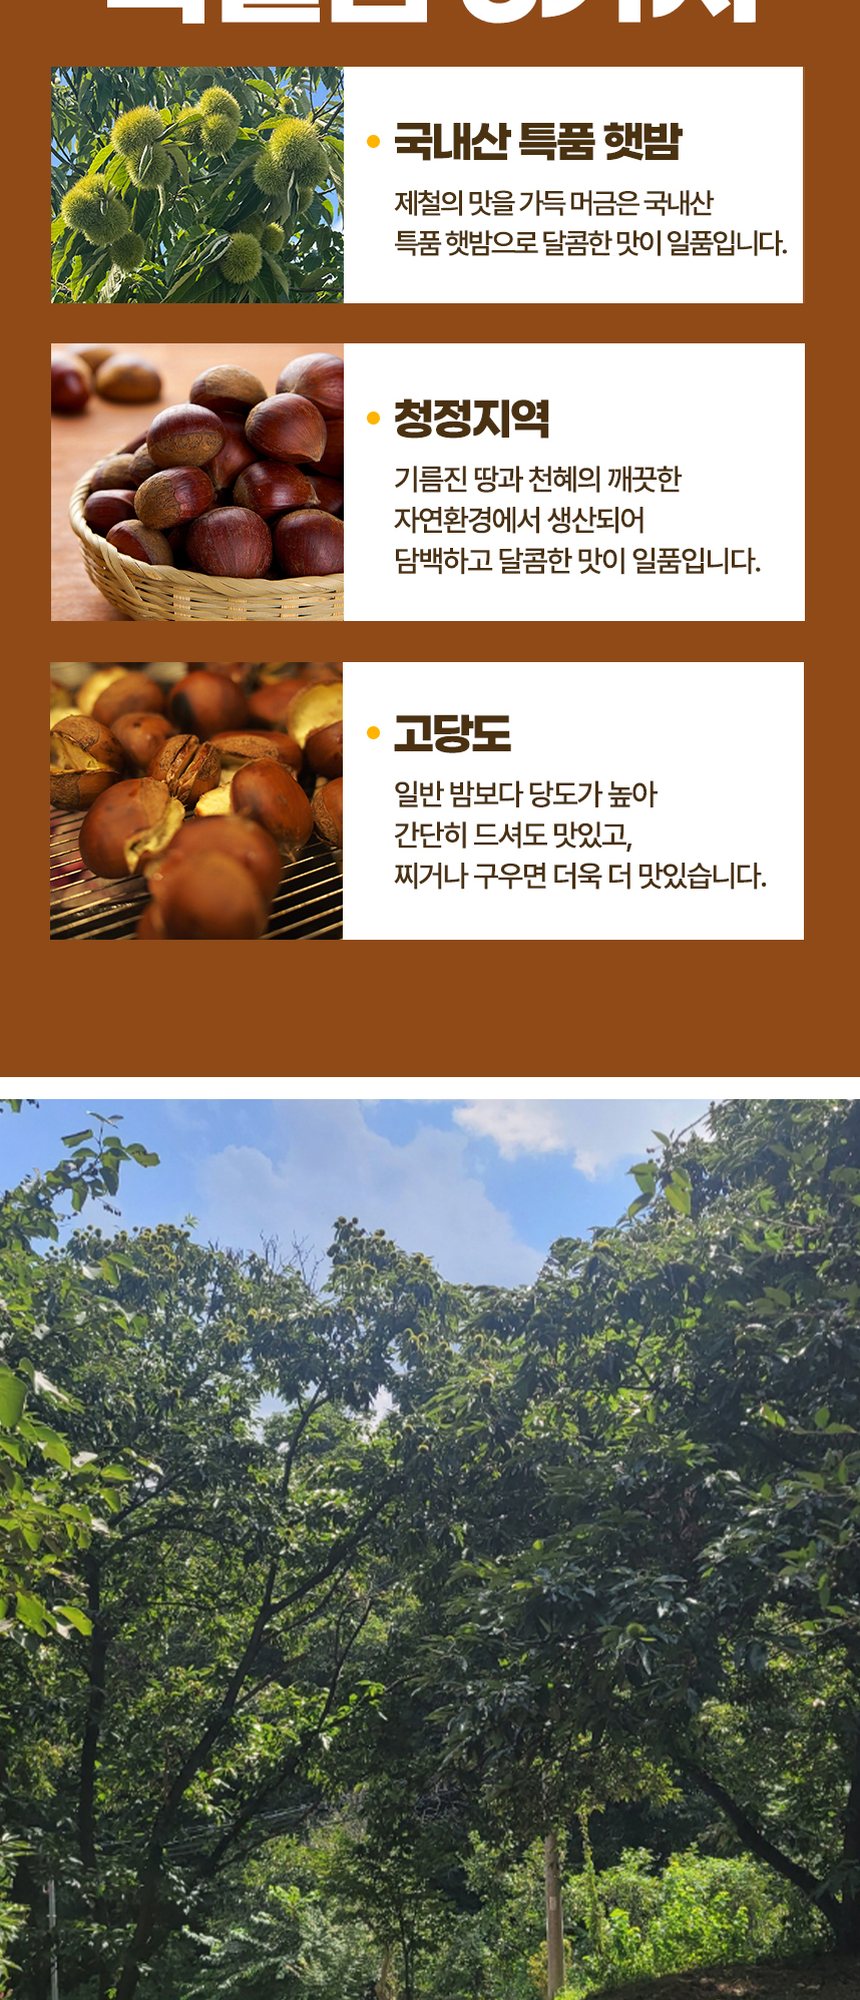 국내산 특품 햇밤
제철의 맛을 가득 머금은 국내산
특품 햇밤으로 달콤한 맛이 일품입니다.
청정지역
기름진 땅과 천혜의 깨끗한
자연환경에서 생산되어
담백하고 달콤한 맛이 일품입니다.
고당도
일반 밤보다 당도가 높아
간단히 드셔도 맛있고,
찌거나 구우면 더욱 더 맛있습니다.